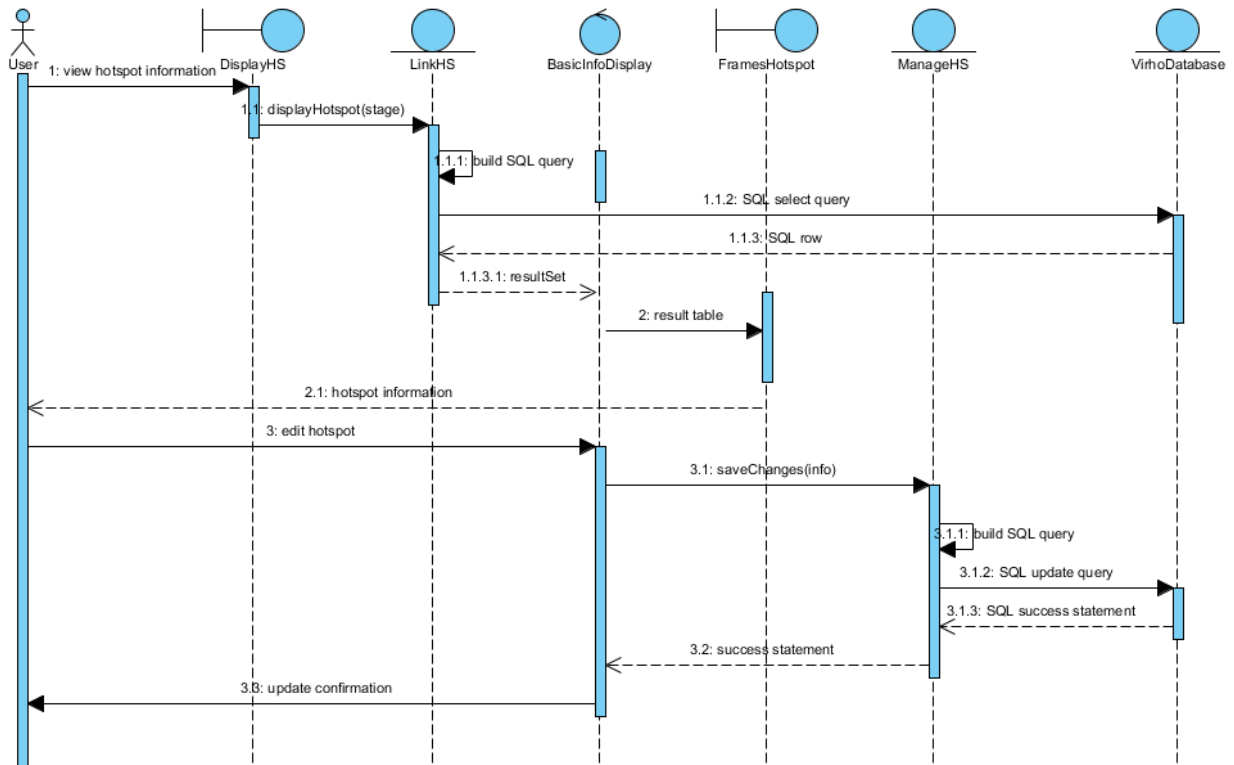 User
DisplayHS
LinkHS
BasicInfoDisplay
FramesHotspot
ManageHS
VirhoDatabase
1: view hotspot information
1.1: displayHotspot(stage)
1.1.1: build SQL query
1.1.2: SQL select query
1.1.3: SQL row
1.1.3.1: resultSet
2: result table
2.1: hotspot information
3: edit hotspot
3.1: saveChanges(info)
3.1.1: build SQL query
3.1.2: SQL update query
3.1.3: SQL success statement
3.2: success statement
3.3: update confirmation